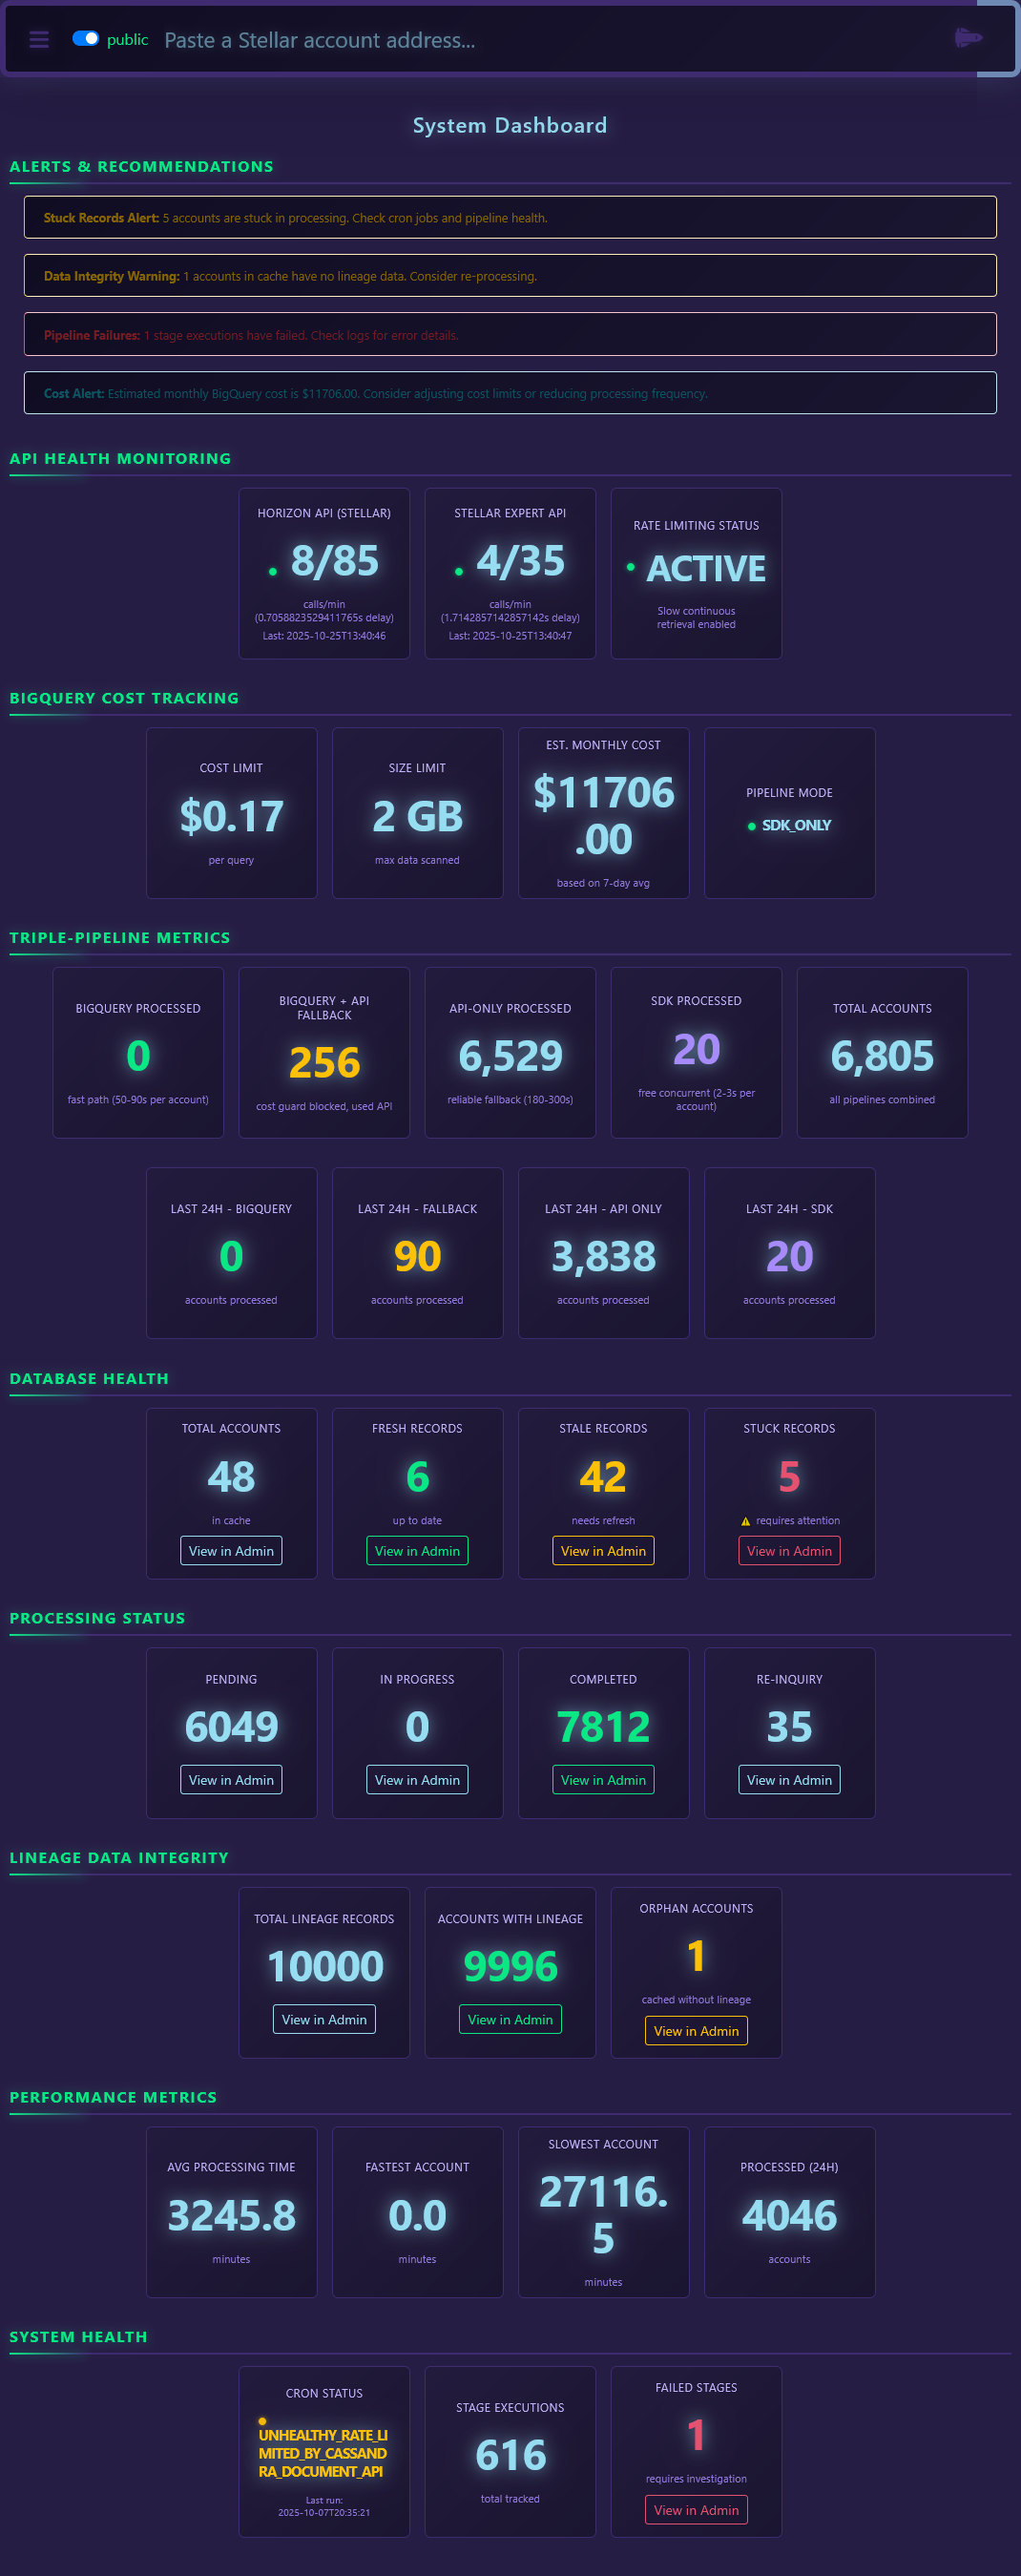 public Paste a Stellar account address...
System Dashboard
ALERTS & RECOMMENDATIONS
Stuck Records Alert: 5 accounts are stuck in processing. Check cron jobs and pipeline health.
Data Integrity Warning: 1 accounts in cache have no lineage data. Consider re-processing.
Pipeline Failures: 1 stage executions have failed. Check logs for error details.
Cost Alert: Estimated monthly BigQuery cost is $11706.00. Consider adjusting cost limits or reducing processing frequency.
API HEALTH MONITORING
HORIZON API (STELLAR)
8/85
calls/min
(0.7058823529411765s delay)
Last: 2025-10-25T13:40:46
STELLAR EXPERT API
4/35
calls/min
(1.7142857142857142s delay)
Last: 2025-10-25T13:40:47
RATE LIMITING STATUS
ACTIVE
Slow continuous
retrieval enabled
BIGQUERY COST TRACKING
COST LIMIT
$0.17
per query
SIZE LIMIT
2 GB
max data scanned
EST. MONTHLY COST
$11706
.00
based on 7-day avg
PIPELINE MODE
SDK_ONLY
TRIPLE-PIPELINE METRICS
BIGQUERY PROCESSED
0
fast path (50-90s per account)
BIGQUERY + API
FALLBACK
256
cost guard blocked, used API
API-ONLY PROCESSED
6,529
reliable fallback (180-300s)
SDK PROCESSED
20
free concurrent (2-3s per
account)
TOTAL ACCOUNTS
6,805
all pipelines combined
LAST 24H - BIGQUERY
0
accounts processed
LAST 24H - FALLBACK
90
accounts processed
LAST 24H - API ONLY
3,838
accounts processed
LAST 24H - SDK
20
accounts processed
DATABASE HEALTH
TOTAL ACCOUNTS
48
in cache
View in Admin
FRESH RECORDS
6
up to date
View in Admin
STALE RECORDS
42
needs refresh
View in Admin
STUCK RECORDS
5
requires attention
View in Admin
PROCESSING STATUS
PENDING
6049
View in Admin
IN PROGRESS
0
View in Admin
COMPLETED
7812
View in Admin
RE-INQUIRY
35
View in Admin
LINEAGE DATA INTEGRITY
TOTAL LINEAGE RECORDS
10000
View in Admin
ACCOUNTS WITH LINEAGE
9996
View in Admin
ORPHAN ACCOUNTS
1
cached without lineage
View in Admin
PERFORMANCE METRICS
AVG PROCESSING TIME
3245.8
minutes
FASTEST ACCOUNT
0.0
minutes
SLOWEST ACCOUNT
27116.
5
minutes
PROCESSED (24H)
4046
accounts
SYSTEM HEALTH
CRON STATUS
UNHEALTHY_RATE_LI
MITED_BY_CASSAND
RA_DOCUMENT_API
Last run:
2025-10-07T20:35:21
STAGE EXECUTIONS
616
total tracked
FAILED STAGES
1
requires investigation
View in Admin